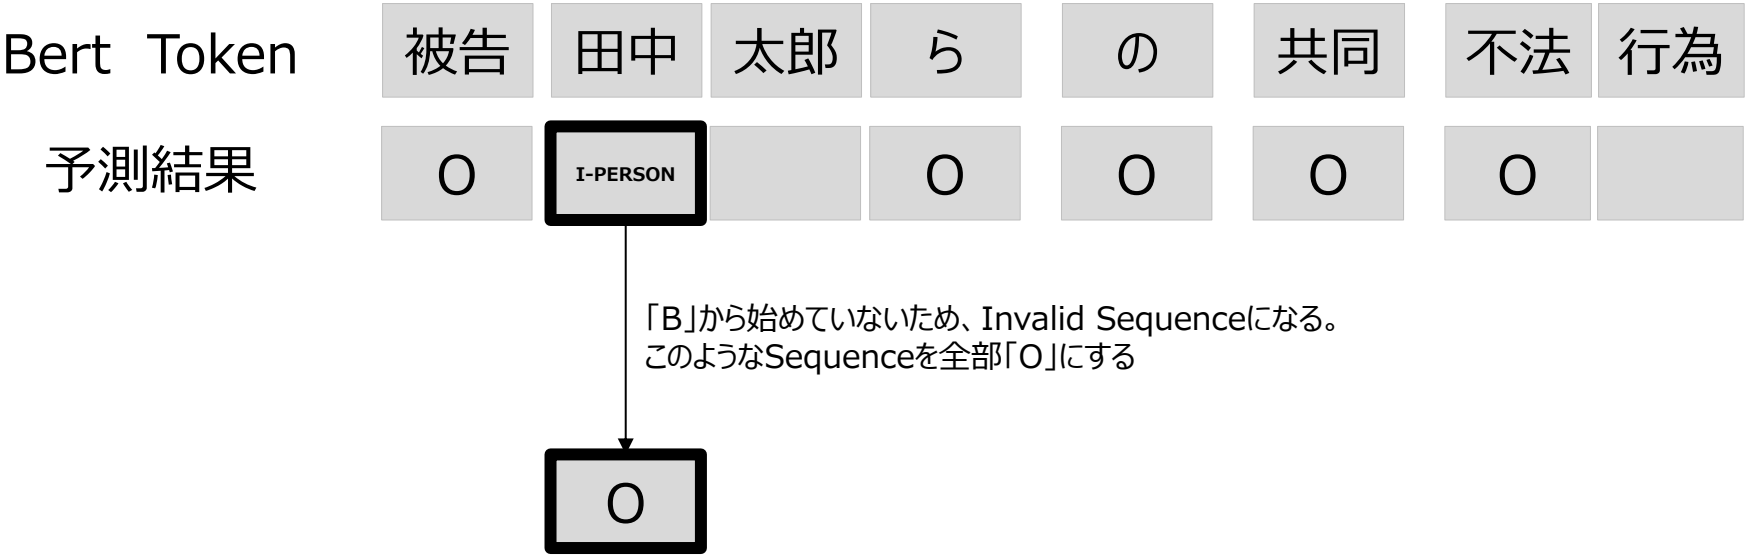 Bert Token 被告 田中 太郎 ら の 共同 不法 行為
予測結果 O I-PERSON O O O O
「B」から始めていないため、Invalid Sequenceになる。
このようなSequenceを全部「O」にする
O